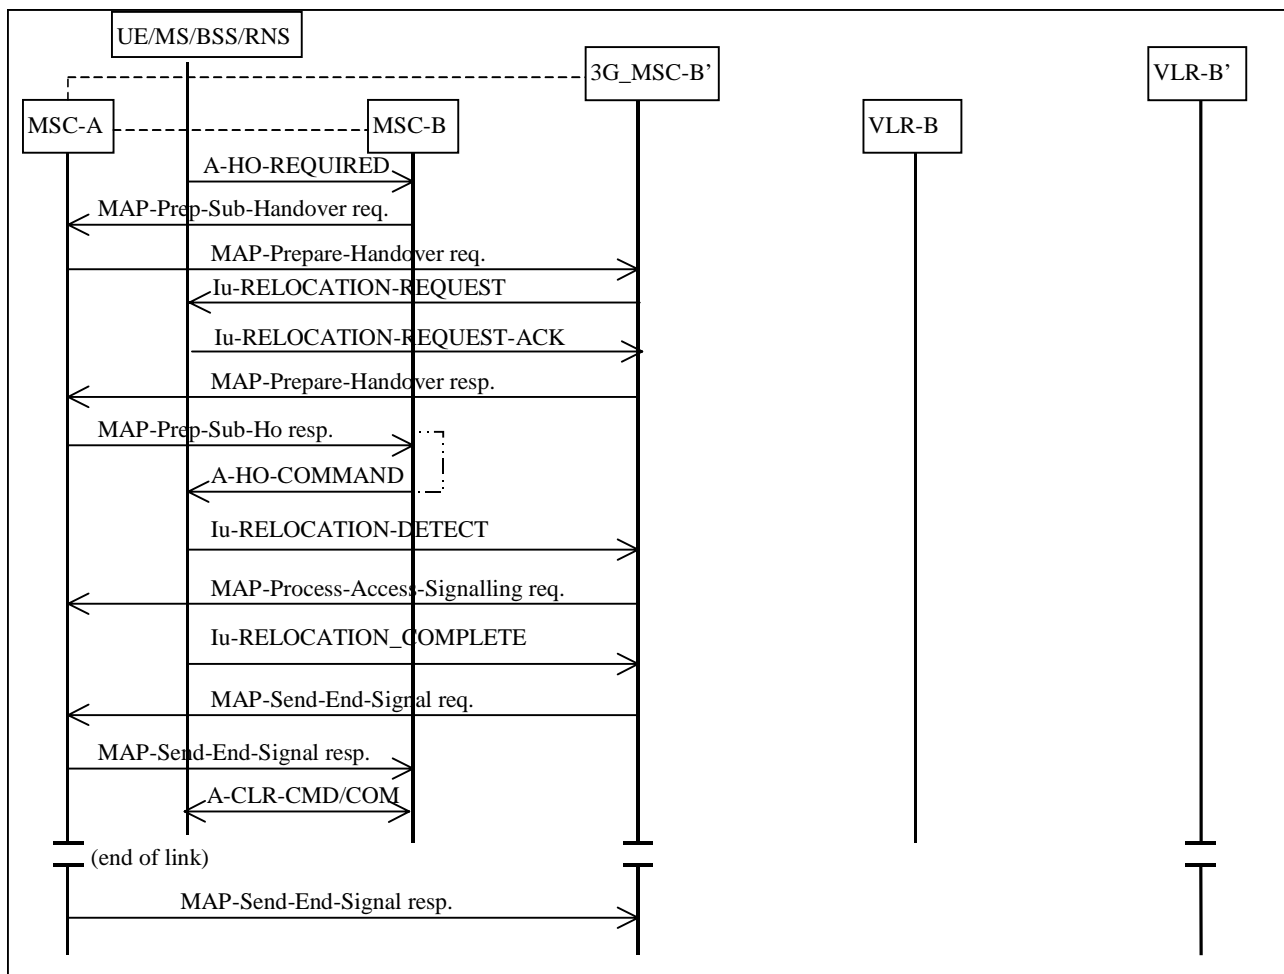 UE/MS/BSS/RNS
3G_MSC-B’
VLR-B’
MSC-A
MSC-B
VLR-B
A-HO-REQUIRED
MAP-Prep-Sub-Handover req.
MAP-Prepare-Handover req.
Iu-RELOCATION-REQUEST
Iu-RELOCATION-REQUEST-ACK
MAP-Prepare-Handover resp.
MAP-Prep-Sub-Ho resp.
A-HO-COMMAND
Iu-RELOCATION-DETECT
MAP-Process-Access-Signalling req.
Iu-RELOCATION_COMPLETE
MAP-Send-End-Signal req.
MAP-Send-End-Signal resp.
A-CLR-CMD/COM
(end of link)
MAP-Send-End-Signal resp.